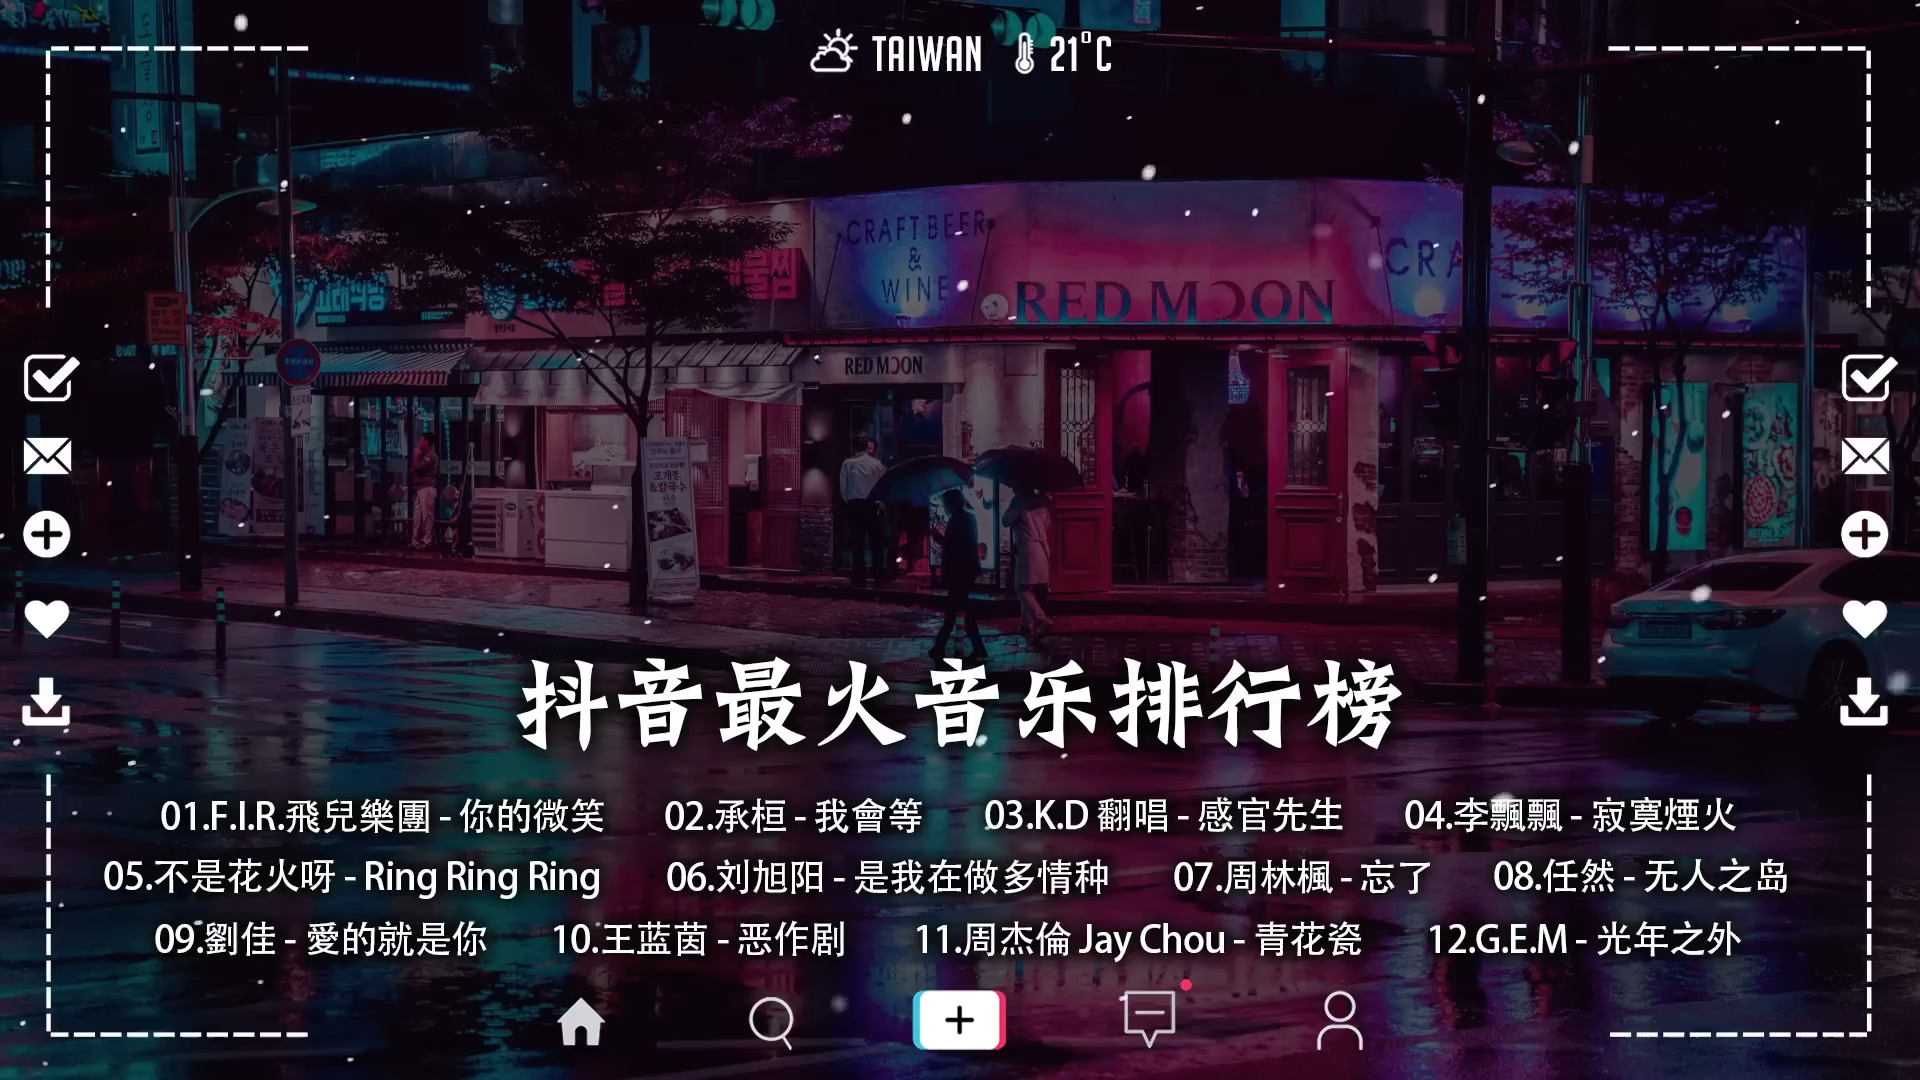 TAIWAN 21°C
CRAFT BEER
&
WINE
RED MOON
RED MOON
抖音最火音乐排行榜
01.F.I.R.飛兒樂團 - 你的微笑 02.承桓 - 我會等 03.K.D 翻唱 - 感官先生 04.李飄飄 - 寂寞煙火
05.不是花火呀 - Ring Ring Ring 06.刘旭阳 - 是我在做多情种 07.周林楓 - 忘了 08.任然 - 无人之岛
09.劉佳 - 愛的就是你 10.王蓝茵 - 恶作剧 11.周杰倫 Jay Chou - 青花瓷 12.G.E.M - 光年之外